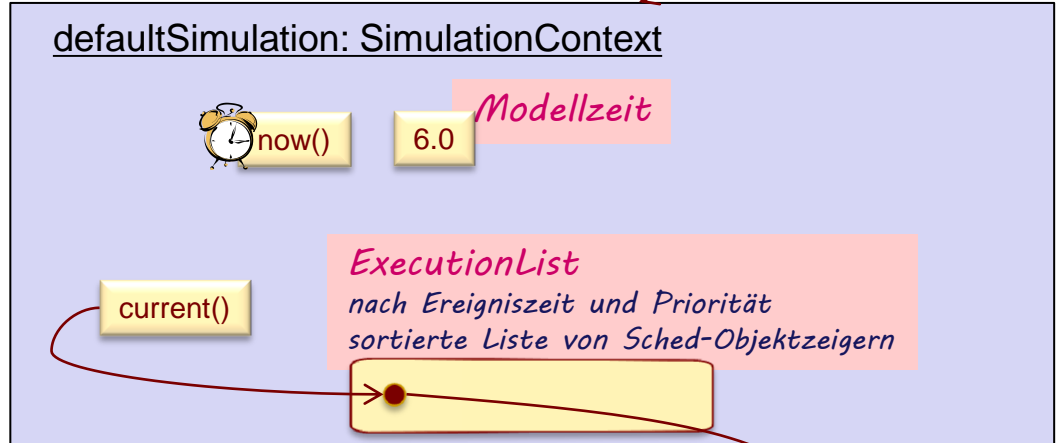 defaultSimulation: SimulationContext
Modellzeit
now()
6.0
ExecutionList
current()
nach Ereigniszeit und Priorität
sortierte Liste von Sched-Objektzeigern